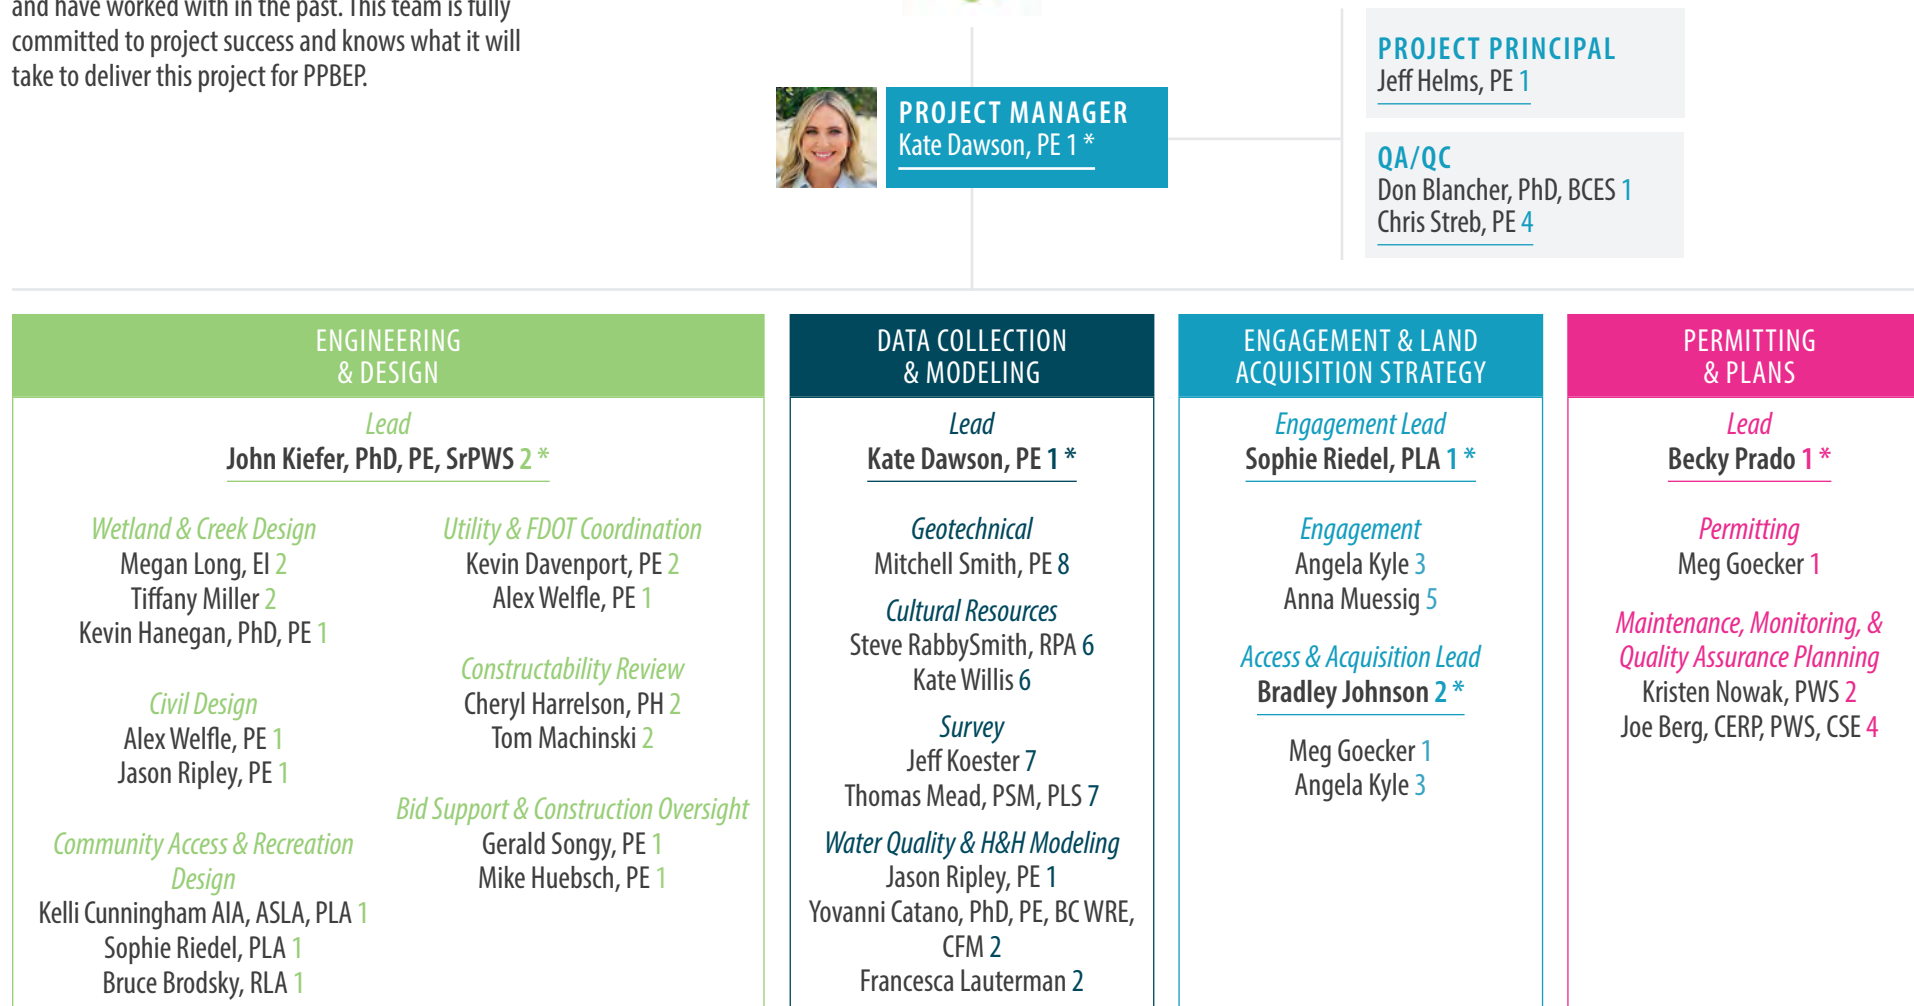 and have worked with in the past. This team is fully
committed to project success and knows what it will
take to deliver this project for PPBEP.
PROJECT MANAGER
Kate Dawson, PE 1 *
PROJECT PRINCIPAL
Jeff Helms, PE 1
QA/QC
Don Blancher, PhD, BCES 1
Chris Streb, PE 4
ENGINEERING
& DESIGN
Lead
John Kiefer, PhD, PE, SrPWS 2 *
Wetland & Creek Design
Megan Long, EI 2
Tiffany Miller 2
Kevin Hanegan, PhD, PE 1
Civil Design
Alex Welfle, PE 1
Jason Ripley, PE 1
Community Access & Recreation
Design
Kelli Cunningham AIA, ASLA, PLA 1
Sophie Riedel, PLA 1
Bruce Brodsky, RLA 1
Utility & FDOT Coordination
Kevin Davenport, PE 2
Alex Welfle, PE 1
Constructability Review
Cheryl Harrelson, PH 2
Tom Machinski 2
Bid Support & Construction Oversight
Gerald Songy, PE 1
Mike Huebsch, PE 1
DATA COLLECTION
& MODELING
Lead
Kate Dawson, PE 1 *
Geotechnical
Mitchell Smith, PE 8
Cultural Resources
Steve RabbySmith, RPA 6
Kate Willis 6
Survey
Jeff Koester 7
Thomas Mead, PSM, PLS 7
Water Quality & H&H Modeling
Jason Ripley, PE 1
Yovanni Catano, PhD, PE, BC WRE,
CFM 2
Francesca Lauterman 2
ENGAGEMENT & LAND
ACQUISITION STRATEGY
Engagement Lead
Sophie Riedel, PLA 1 *
Engagement
Angela Kyle 3
Anna Muessig 5
Access & Acquisition Lead
Bradley Johnson 2 *
Meg Goecker 1
Angela Kyle 3
PERMITTING
& PLANS
Lead
Becky Prado 1 *
Permitting
Meg Goecker 1
Maintenance, Monitoring, &
Quality Assurance Planning
Kristen Nowak, PWS 2
Joe Berg, CERP, PWS, CSE 4